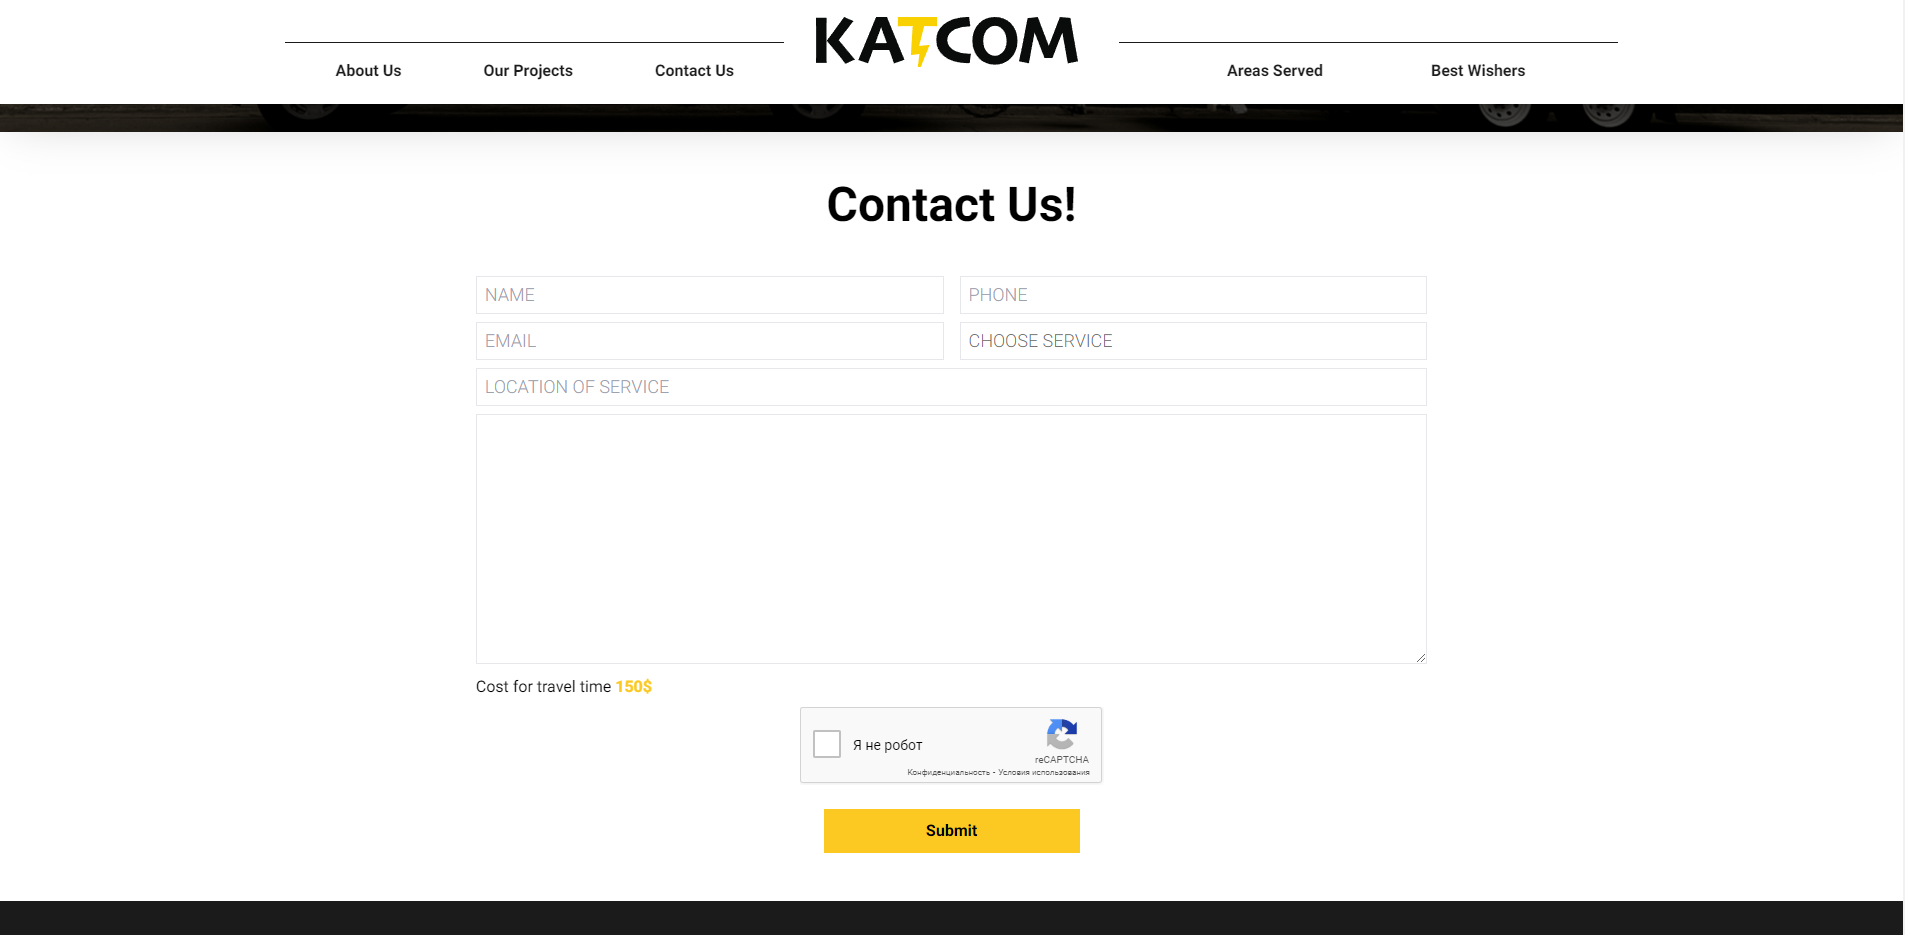 KATCOM
About Us
Our Projects
Contact Us
Areas Served
Best Wishers
Contact Us!
NAME
PHONE
EMAIL
CHOOSE SERVICE
LOCATION OF SERVICE
Cost for travel time 150$
Я не робот
reCAPTCHA
Конфиденциальность - Условия использования
Submit